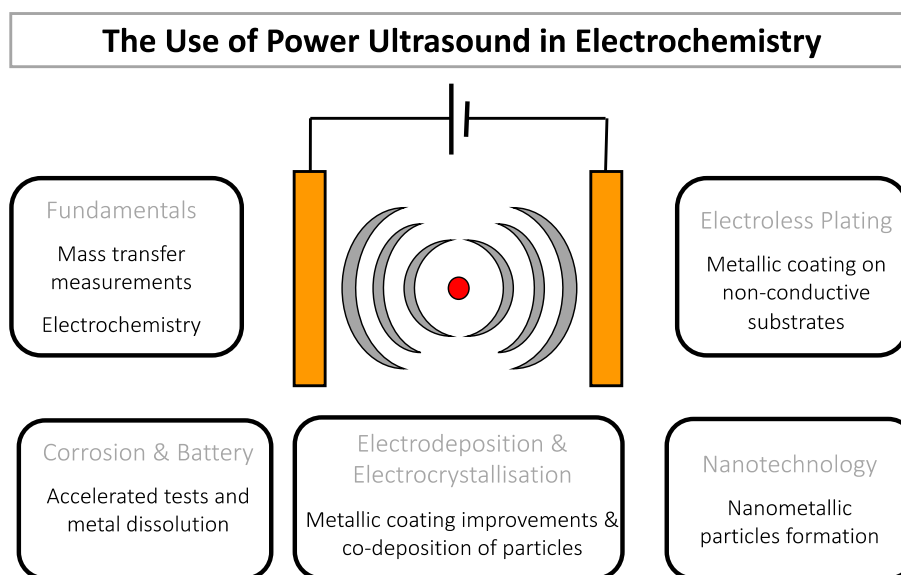 The Use of Power Ultrasound in Electrochemistry
Fundamentals
Mass transfer
measurements
Electrochemistry
Electroless Plating
Metallic coating on
non-conductive
substrates
Corrosion & Battery
Accelerated tests and
metal dissolution
Electrodeposition &
Electrocrystallisation
Metallic coating improvements &
co-deposition of particles
Nanotechnology
Nanometallic
particles formation